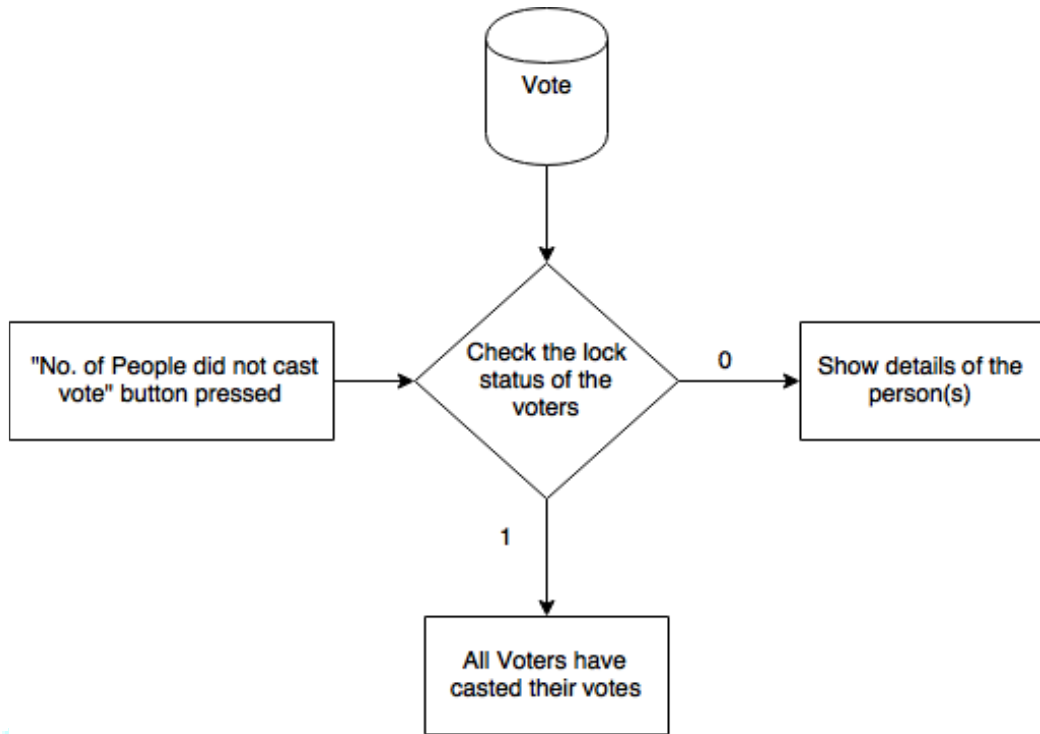 Vote
"No. of People did not cast
vote" button pressed
Check the lock
status of the
voters
0
Show details of the
person(s)
1
All Voters have
casted their votes